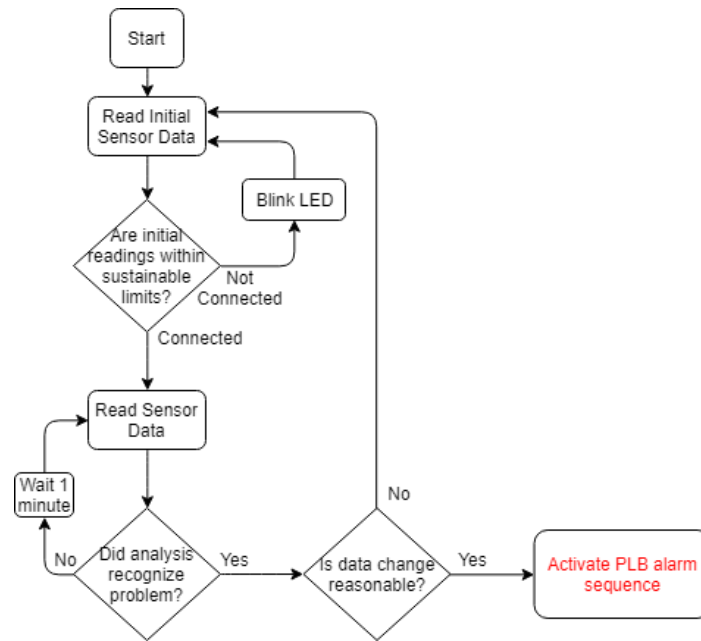 Start
Read Initial
Sensor Data
Blink LED
Are initial
readings within
sustainable
limits?
Not
Connected
Connected
Read Sensor
Data
Wait 1
minute
No
Did analysis
recognize
problem?
Yes
No
Is data change
reasonable?
Yes
Activate PLB alarm
sequence